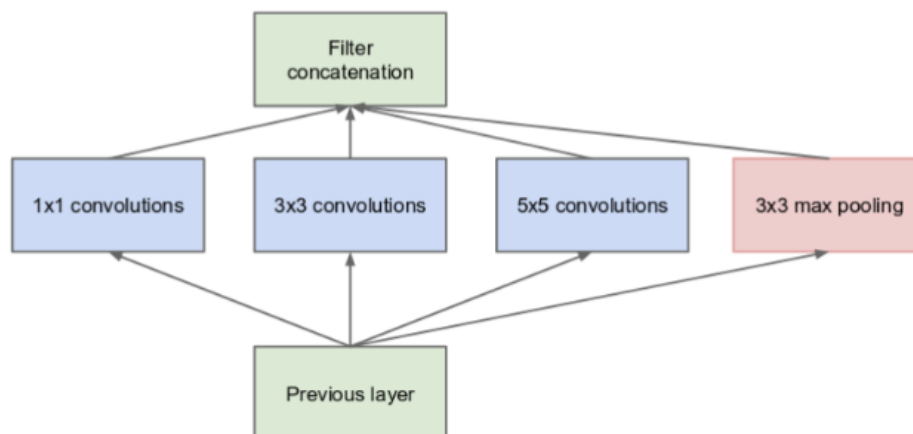 Filter
concatenation
1x1 convolutions
3x3 convolutions
5x5 convolutions
3x3 max pooling
Previous layer